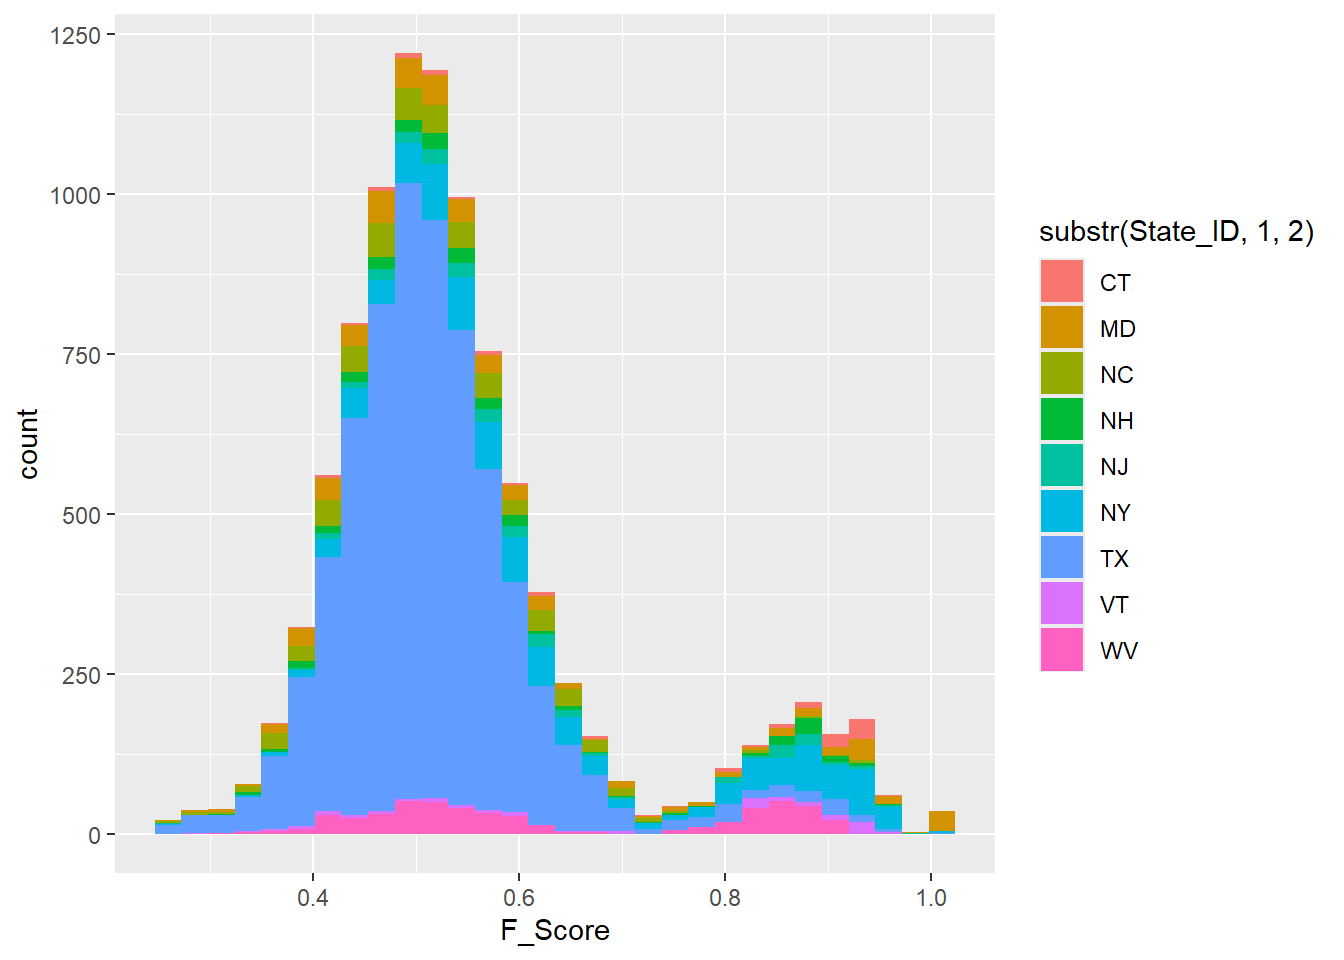 1250
1000
750
500
250
0
count
0.4
0.6
0.8
1.0
F_Score
substr(State_ID, 1, 2)
CT
MD
NC
NH
NJ
NY
TX
VT
WV